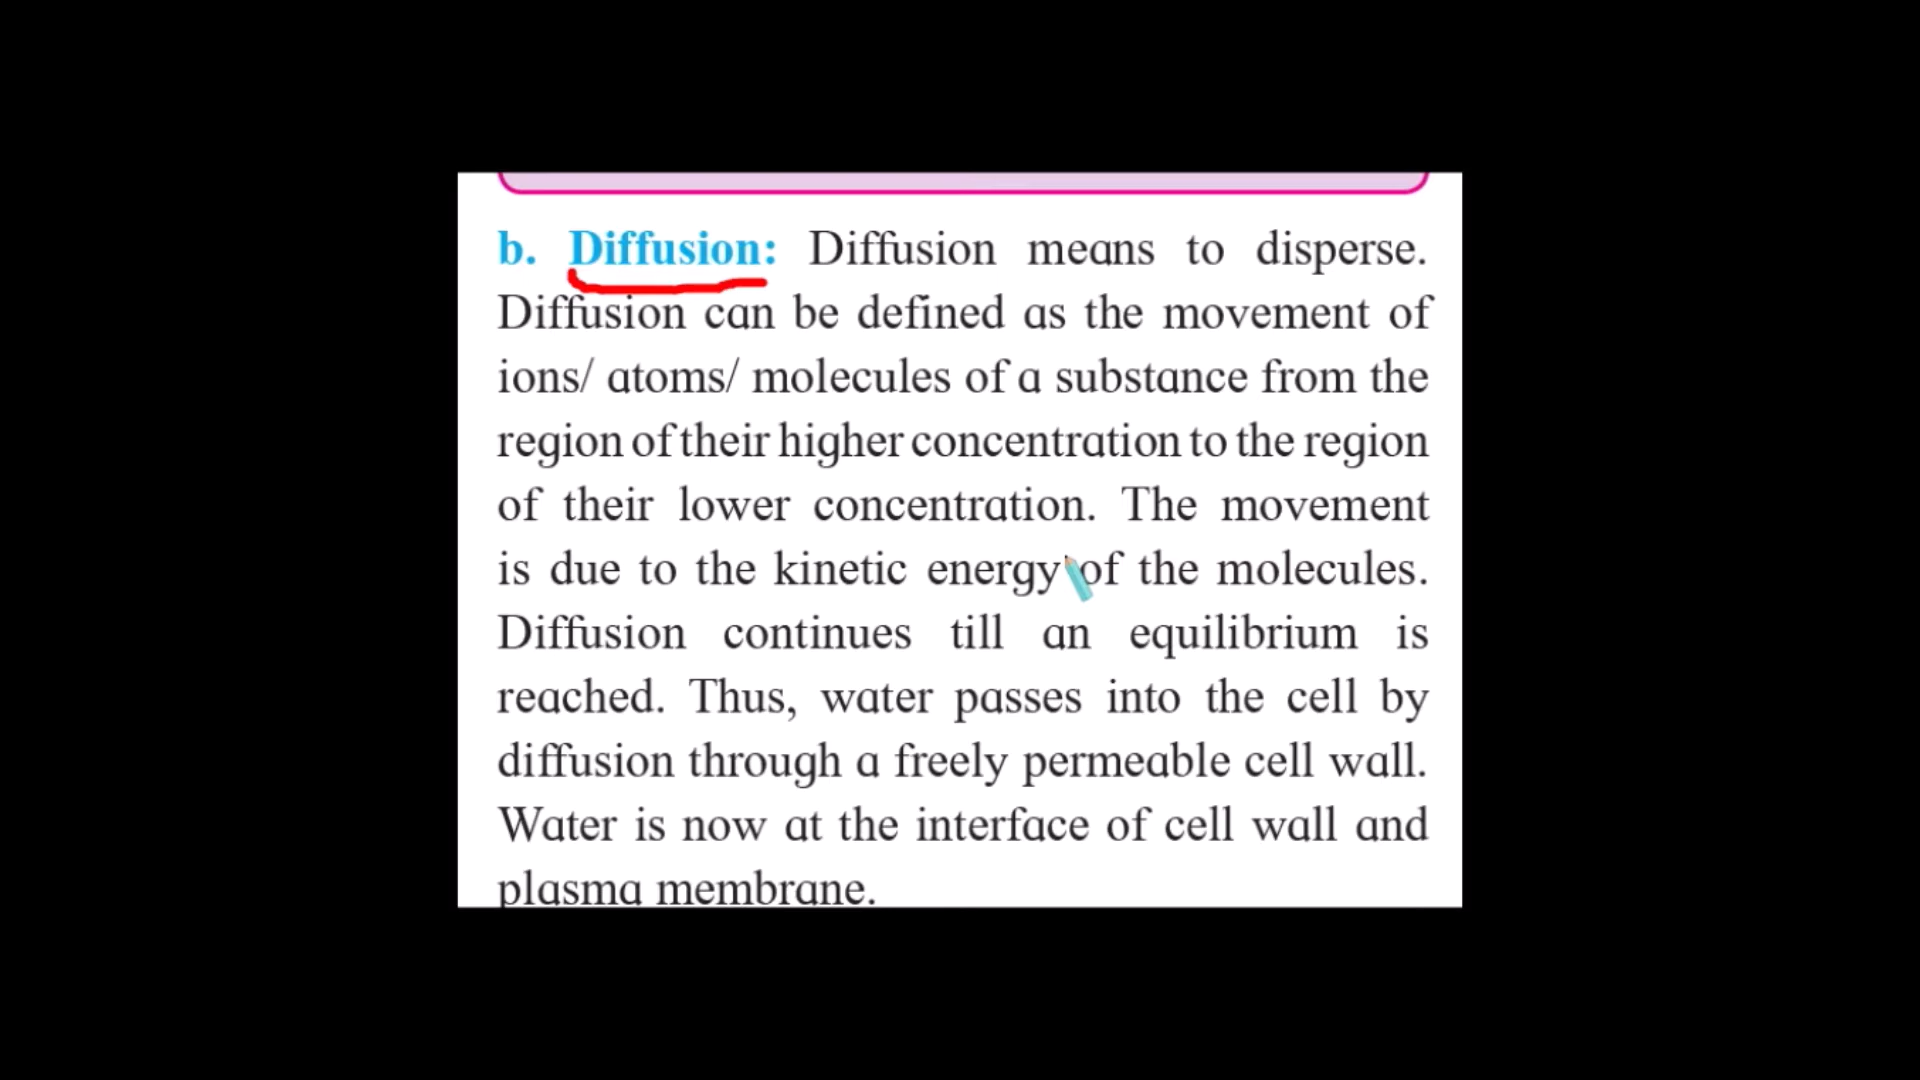 b. Diffusion: Diffusion means to disperse.
Diffusion can be defined as the movement of
ions/ atoms/ molecules of a substance from the
region of their higher concentration to the region
of their lower concentration. The movement
is due to the kinetic energy of the molecules.
Diffusion continues till an equilibrium is
reached. Thus, water passes into the cell by
diffusion through a freely permeable cell wall.
Water is now at the interface of cell wall and
plasma membrane.